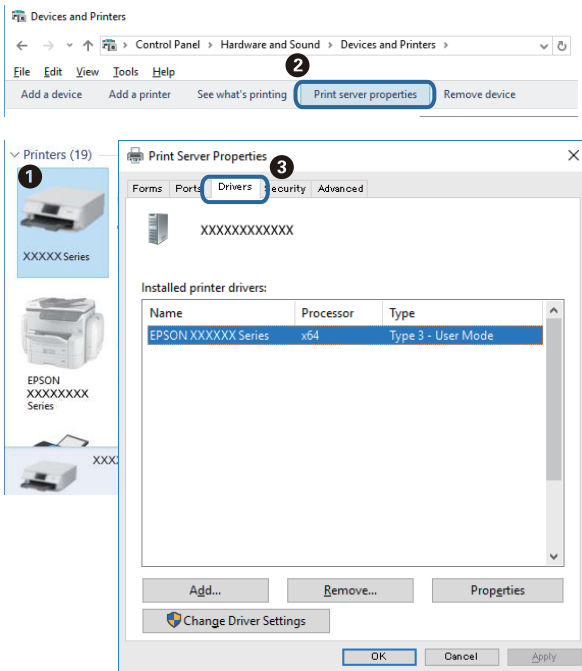 Devices and Printers
Control Panel > Hardware and Sound > Devices and Printers >
File Edit View Tools Help
2
Add a device Add a printer See what's printing Print server properties Remove device
Printers (19)
1
XXXXX Series
EPSON
XXXXXXXX
Series
XXX
Print Server Properties
3
Forms Ports Drivers Security Advanced
XXXXXXXXXXXX
Installed printer drivers:
Name Processor Type
EPSON XXXXXX Series x64 Type 3 - User Mode
Add... Remove... Properties
Change Driver Settings
OK Cancel Apply